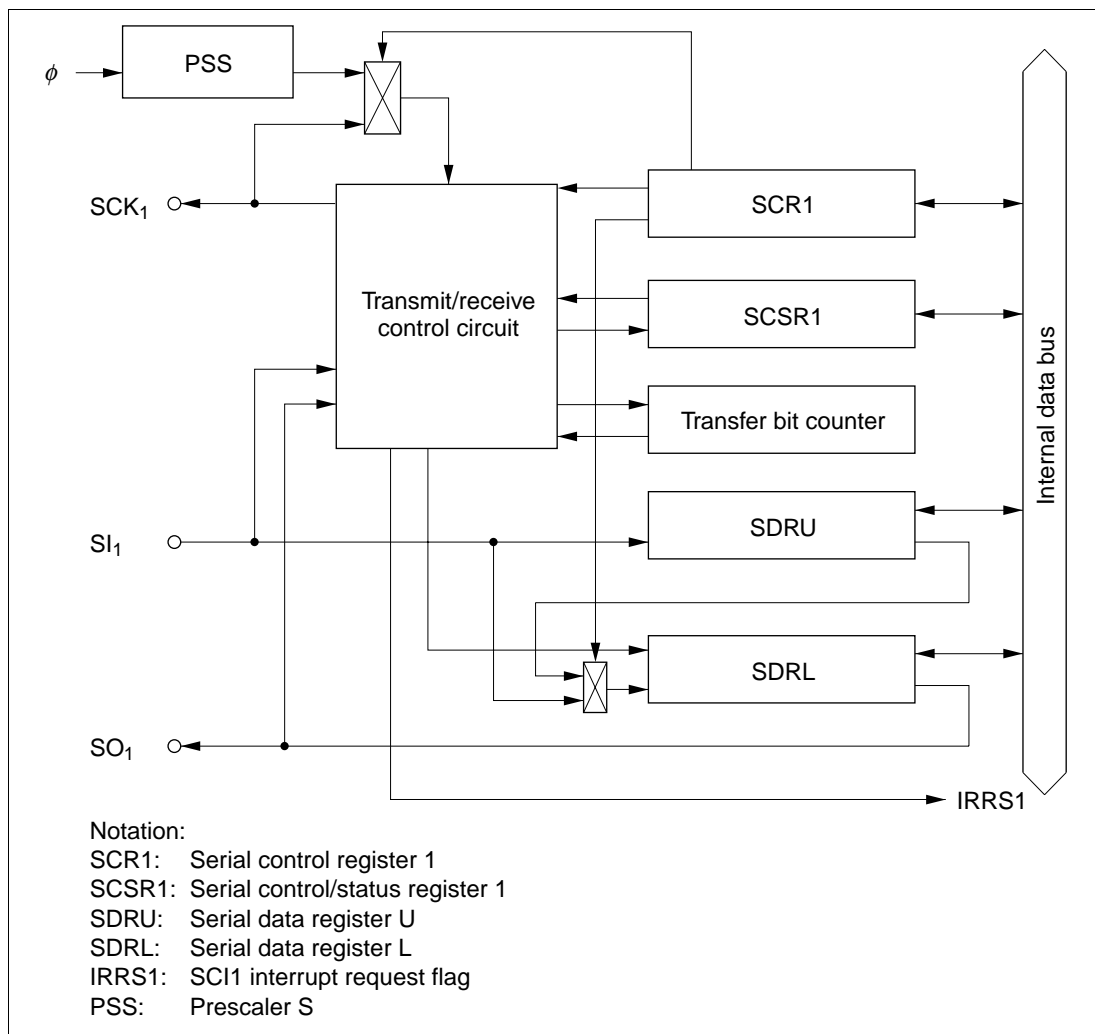 PSS
ϕ
SCK1
SCR1
Transmit/receive
control circuit
SCSR1
Transfer bit counter
Internal data bus
SI1
SDRU
SDRL
SO1
IRRS1
Notation:
SCR1: Serial control register 1
SCSR1: Serial control/status register 1
SDRU: Serial data register U
SDRL: Serial data register L
IRRS1: SCI1 interrupt request flag
PSS: Prescaler S